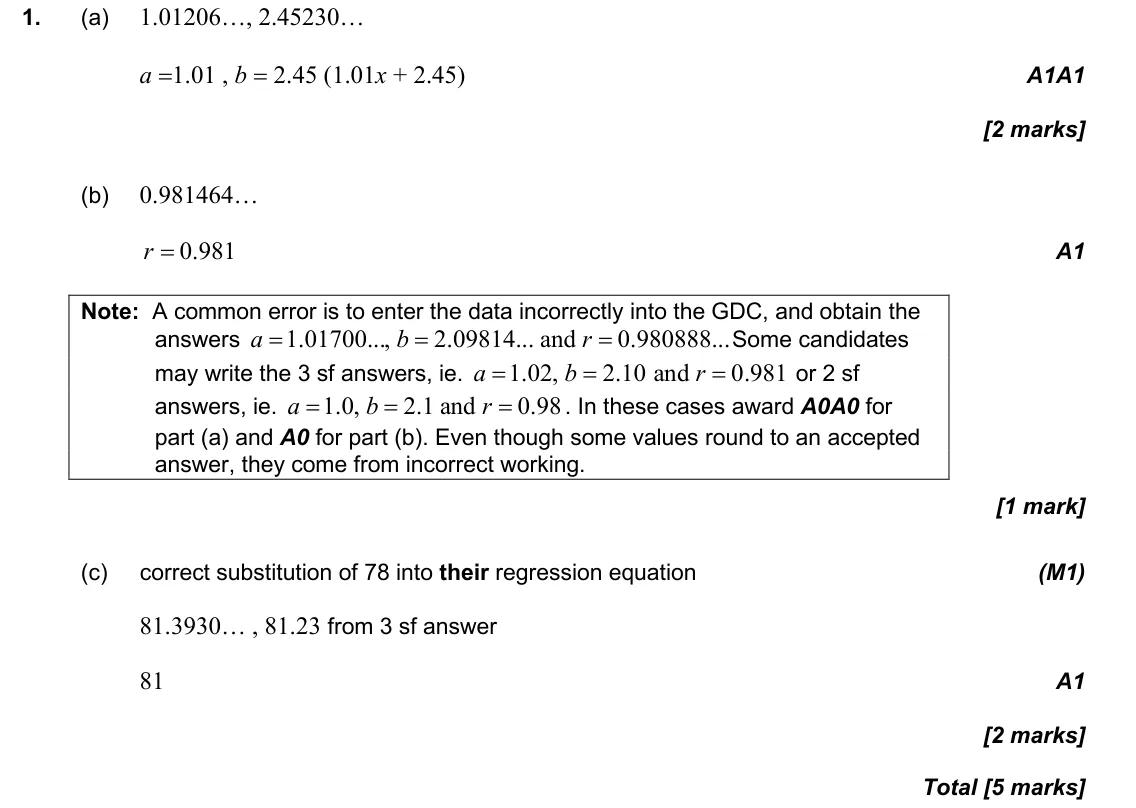 1. (a) 1.01206…, 2.45230…
a =1.01 , b = 2.45 (1.01x + 2.45) A1A1
[2 marks]
(b) 0.981464…
r = 0.981 A1
Note: A common error is to enter the data incorrectly into the GDC, and obtain the
answers a = 1.01700..., b = 2.09814... and r = 0.980888...Some candidates
may write the 3 sf answers, ie. a = 1.02, b = 2.10 and r = 0.981 or 2 sf
answers, ie. a = 1.0, b = 2.1 and r = 0.98. In these cases award A0A0 for
part (a) and A0 for part (b). Even though some values round to an accepted
answer, they come from incorrect working.
[1 mark]
(c) correct substitution of 78 into their regression equation (M1)
81.3930… , 81.23 from 3 sf answer
81 A1
[2 marks]
Total [5 marks]